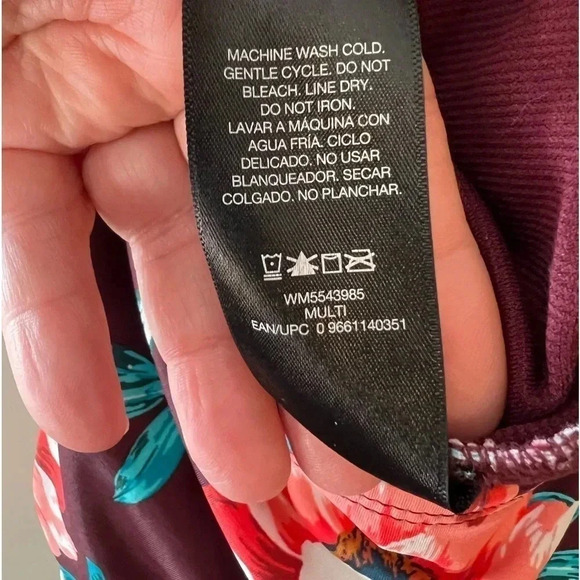 MACHINE WASH COLD.
GENTLE CYCLE. DO NOT
BLEACH. LINE DRY.
DO NOT IRON.
LAVAR A MÁQUINA CON
AGUA FRÍA. CICLO
DELICADO. NO USAR
BLANQUEADOR. SECAR
COLGADO. NO PLANCHAR.
WM5543985
MULTI
EAN/UPC 0 9661140351